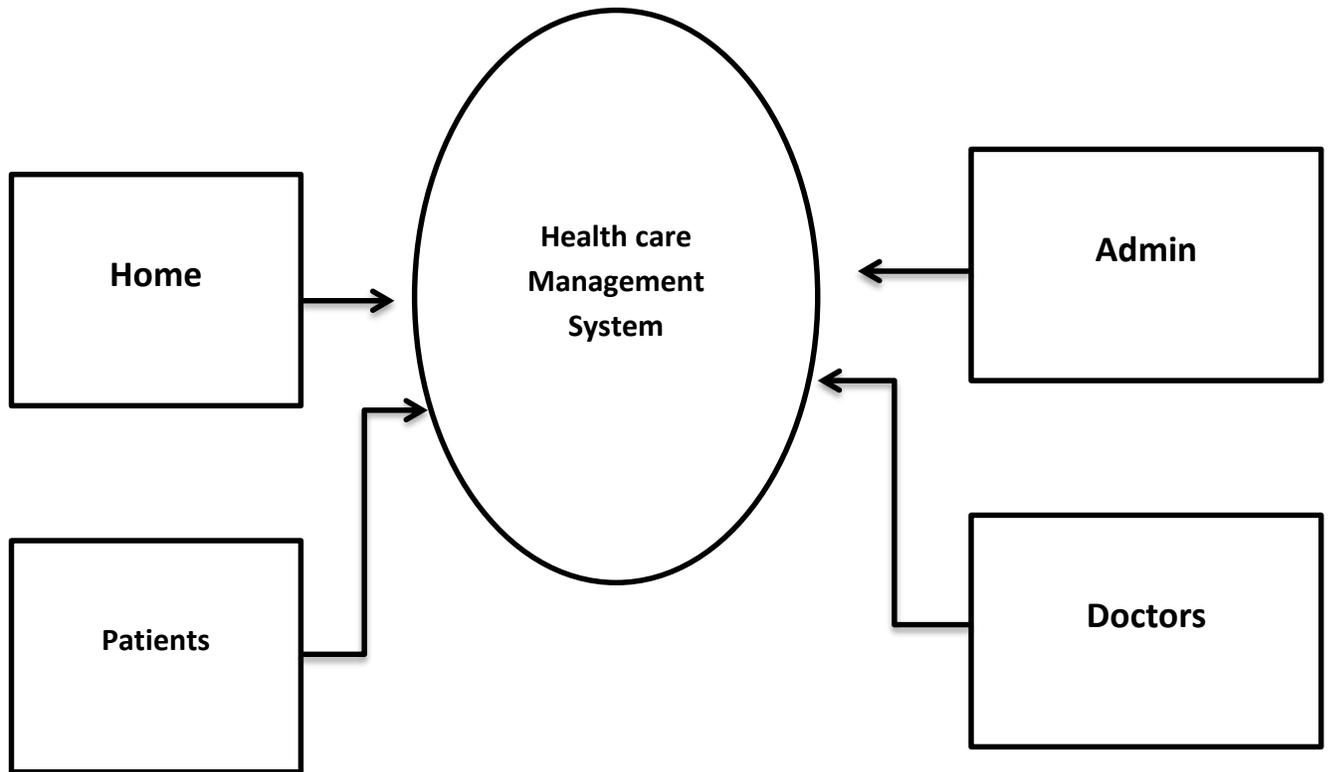 Health care
Management
System
Home
Admin
Patients
Doctors